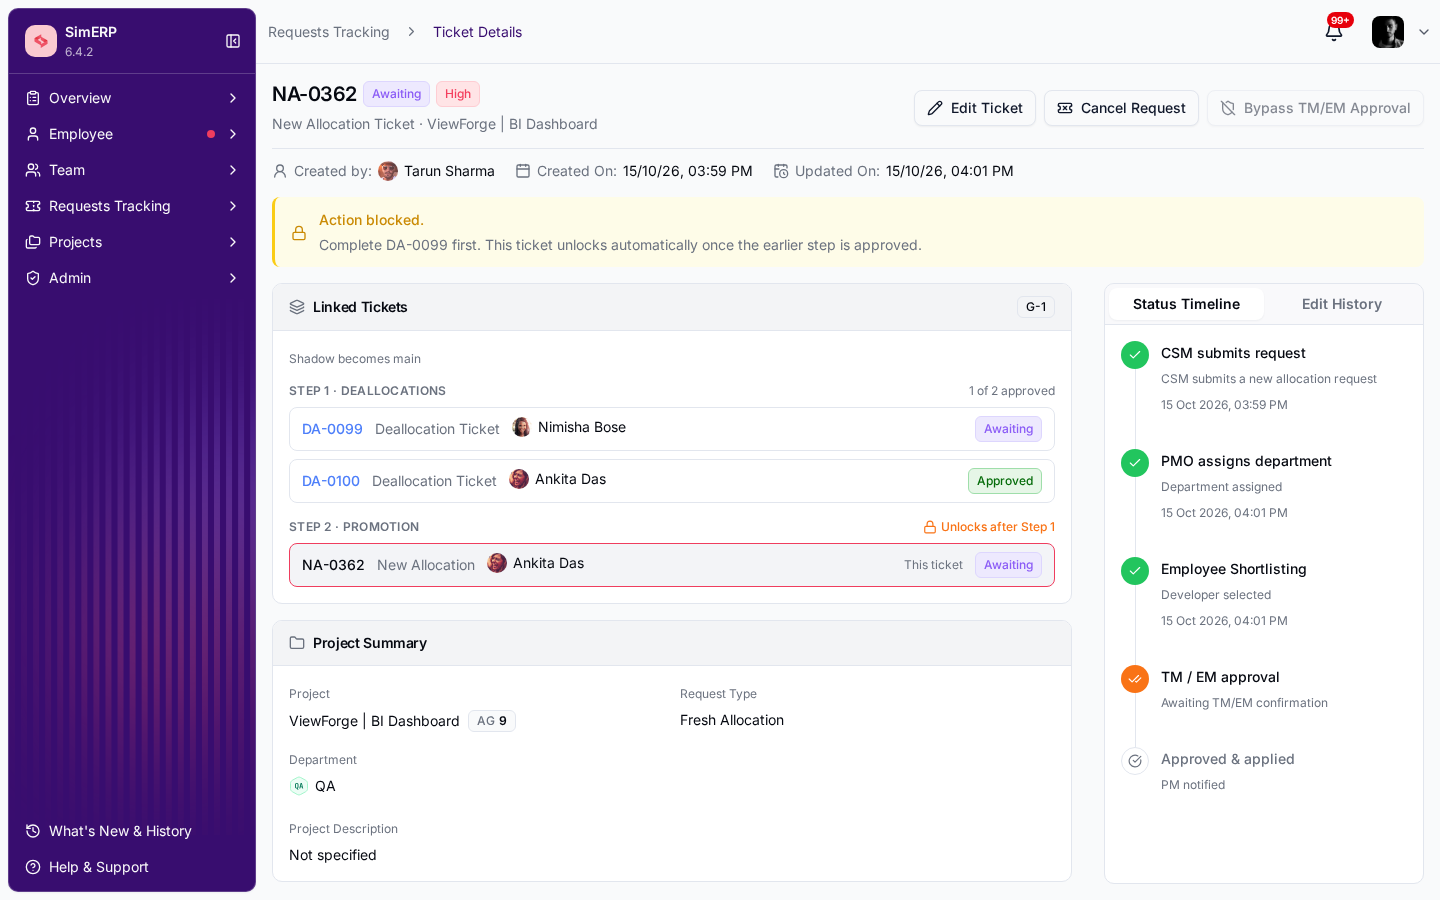 SimERP
6.4.2
Overview
Employee
Team
Requests Tracking
Projects
Admin
What's New & History
Help & Support
Requests Tracking
Ticket Details
99+
NA-0362
Awaiting
High
New Allocation Ticket · ViewForge | BI Dashboard
Edit Ticket
Cancel Request
Bypass TM/EM Approval
Created by: Tarun Sharma
Created On: 15/10/26, 03:59 PM
Updated On: 15/10/26, 04:01 PM
Action blocked.
Complete DA-0099 first. This ticket unlocks automatically once the earlier step is approved.
Linked Tickets
G-1
Shadow becomes main
STEP 1 · DEALLOCATIONS
1 of 2 approved
DA-0099 Deallocation Ticket Nimisha Bose Awaiting
DA-0100 Deallocation Ticket Ankita Das Approved
STEP 2 · PROMOTION
Unlocks after Step 1
NA-0362 New Allocation Ankita Das This ticket Awaiting
Project Summary
Project
ViewForge | BI Dashboard AG 9
Request Type
Fresh Allocation
Department
QA QA
Project Description
Not specified
Status Timeline
Edit History
CSM submits request
CSM submits a new allocation request
15 Oct 2026, 03:59 PM
PMO assigns department
Department assigned
15 Oct 2026, 04:01 PM
Employee Shortlisting
Developer selected
15 Oct 2026, 04:01 PM
TM / EM approval
Awaiting TM/EM confirmation
Approved & applied
PM notified